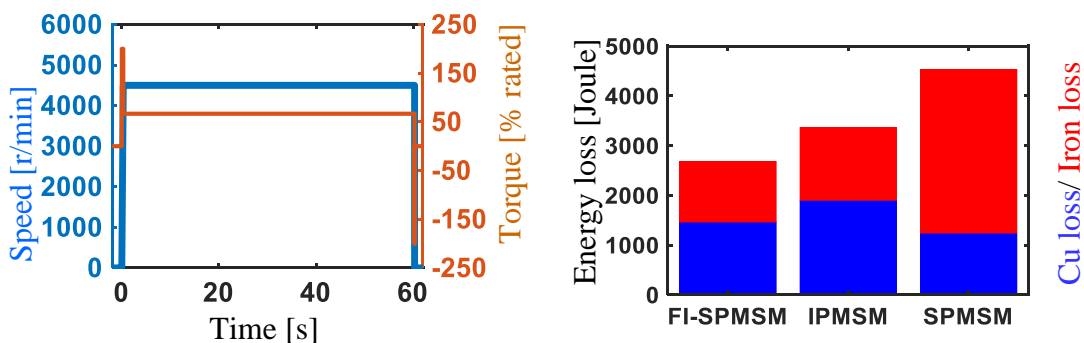 Speed [r/min]
6000
5000
4000
3000
2000
1000
0
0 20 40 60
Time [s]
250
150
50
-50
-150
-250
Torque [% rated]
Energy loss [Joule]
5000
4000
3000
2000
1000
0
FI-SPMSM IPMSM SPMSM
Cu loss/ Iron loss